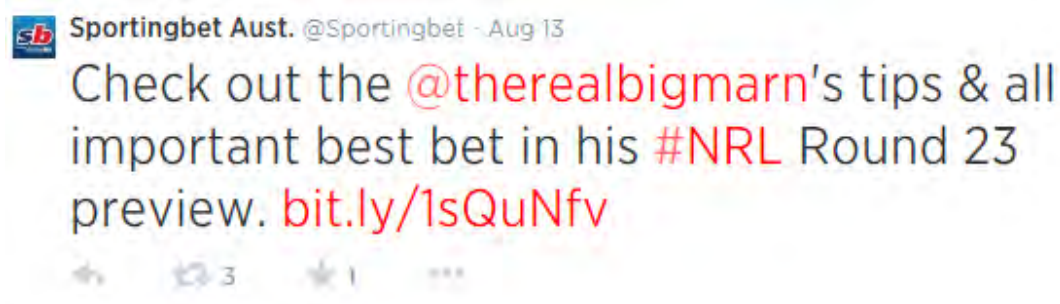 sb Sportingbet Aust. @Sportingbet · Aug 13
Check out the @therealbigmarn's tips & all
important best bet in his #NRL Round 23
preview. bit.ly/1sQuNfv
3 1